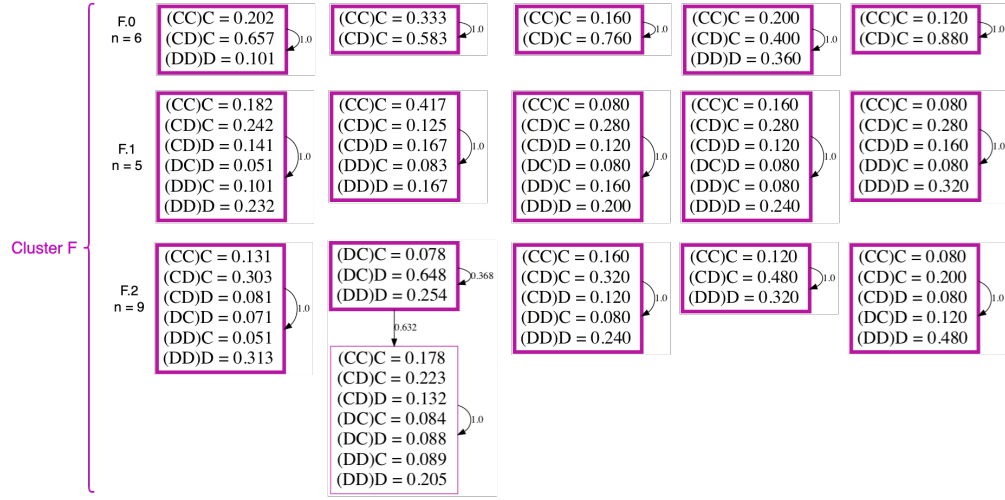 Cluster F
F.0
n = 6
(CC)C = 0.202
(CD)C = 0.657
(DD)D = 0.101
1.0
(CC)C = 0.333
(CD)C = 0.583
1.0
(CC)C = 0.160
(CD)C = 0.760
1.0
(CC)C = 0.200
(CD)C = 0.400
(DD)D = 0.360
1.0
(CC)C = 0.120
(CD)C = 0.880
1.0
F.1
n = 5
(CC)C = 0.182
(CD)C = 0.242
(CD)D = 0.141
(DC)D = 0.051
(DD)C = 0.101
(DD)D = 0.232
1.0
(CC)C = 0.417
(CD)C = 0.125
(CD)D = 0.167
(DD)C = 0.083
(DD)D = 0.167
1.0
(CC)C = 0.080
(CD)C = 0.280
(CD)D = 0.120
(DC)D = 0.080
(DD)C = 0.160
(DD)D = 0.200
1.0
(CC)C = 0.160
(CD)C = 0.280
(CD)D = 0.120
(DC)D = 0.080
(DD)C = 0.080
(DD)D = 0.240
1.0
(CC)C = 0.080
(CD)C = 0.280
(CD)D = 0.160
(DD)C = 0.080
(DD)D = 0.320
1.0
F.2
n = 9
(CC)C = 0.131
(CD)C = 0.303
(CD)D = 0.081
(DC)D = 0.071
(DD)C = 0.051
(DD)D = 0.313
1.0
(DC)C = 0.078
(DC)D = 0.648
(DD)D = 0.254
0.368
0.632
(CC)C = 0.178
(CD)C = 0.223
(CD)D = 0.132
(DC)C = 0.084
(DC)D = 0.088
(DD)C = 0.089
(DD)D = 0.205
1.0
(CC)C = 0.160
(CD)C = 0.320
(CD)D = 0.120
(DD)C = 0.080
(DD)D = 0.240
1.0
(CC)C = 0.120
(CD)C = 0.480
(DD)D = 0.320
1.0
(CC)C = 0.080
(CD)C = 0.200
(CD)D = 0.080
(DC)D = 0.120
(DD)D = 0.480
1.0